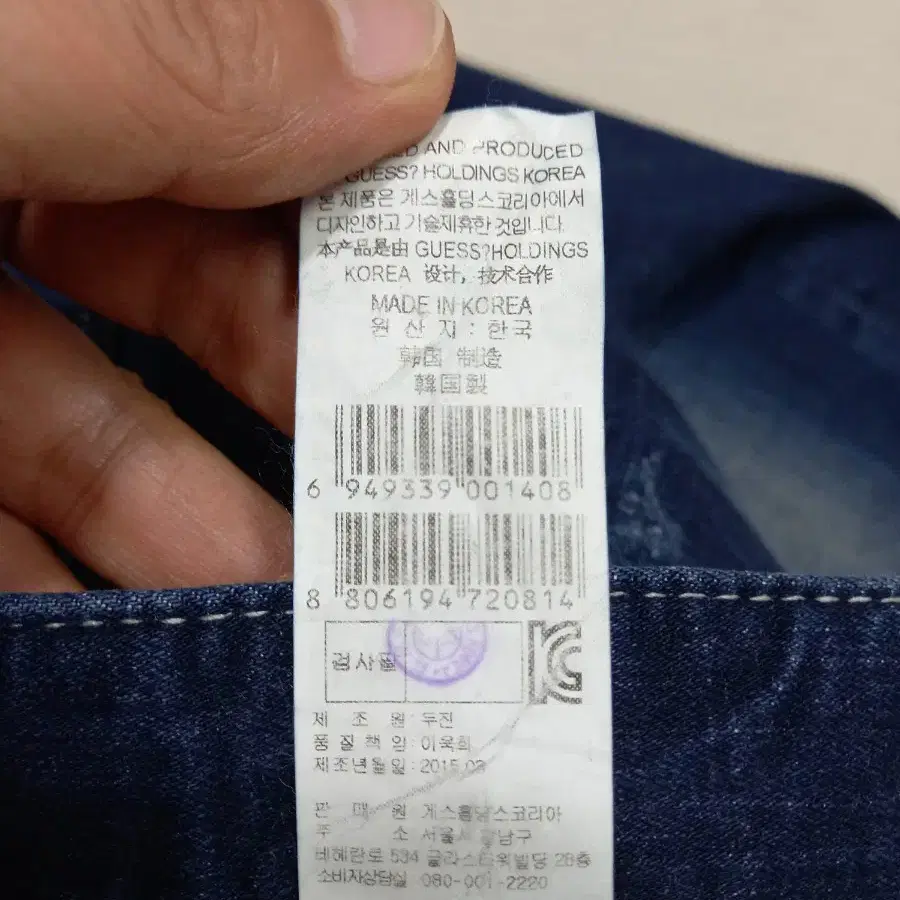 AND PRODUCED
GUESS? HOLDINGS KOREA
본 제품은 게스홀딩스코리아에서
디자인하고 기술제휴한 것입니다.
本产品是由 GUESS?HOLDINGS
KOREA 设计, 技术合作
MADE IN KOREA
원 산 지 : 한국
韩国 制造
韓国製
6 949339 001408
8 806194 720814
검사필
제 조 원 : 두진
품 질 책 임 : 이욱희
제조년월일 : 2015.03
판 매 원 : 게스홀딩스코리아
주 소 : 서울시 강남구
테헤란로 534 글라스타워빌딩 28층
소비자상담실 080-001-2220